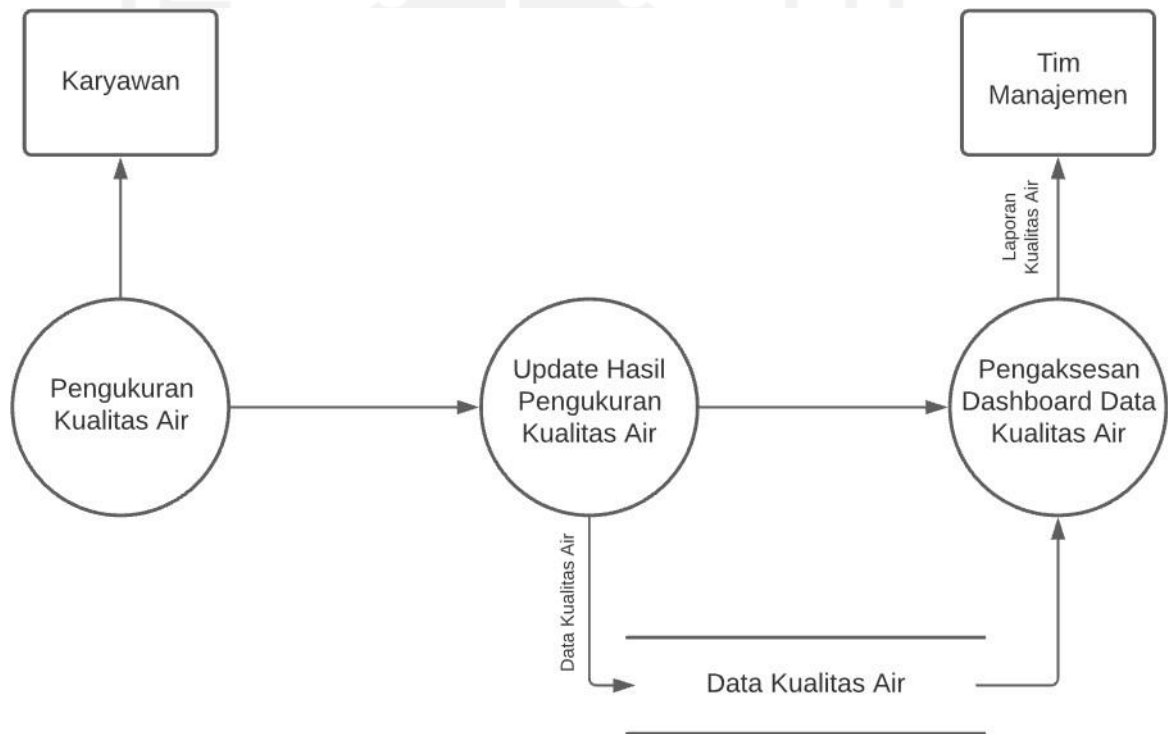 Karyawan
Tim
Manajemen
Laporan
Kualitas Air
Pengukuran
Kualitas Air
Update Hasil
Pengukuran
Kualitas Air
Pengaksesan
Dashboard Data
Kualitas Air
Data Kualitas Air
Data Kualitas Air